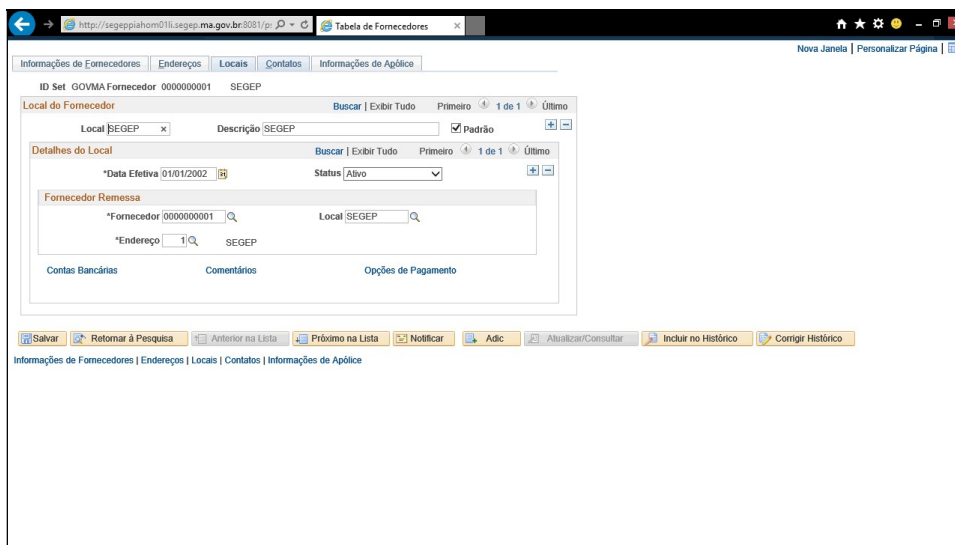 http://segeppiahom01li.segep.ma.gov.br:8081/p: Tabela de Fornecedores
Nova Janela | Personalizar Página |
Informações de Fornecedores Endereços Locais Contatos Informações de Apólice
ID Set GOVMA Fornecedor 0000000001 SEGEP
Local do Fornecedor Buscar | Exibir Tudo Primeiro 1 de 1 Último
Local SEGEP × Descrição SEGEP Padrão
Detalhes do Local Buscar | Exibir Tudo Primeiro 1 de 1 Último
*Data Efetiva 01/01/2002 Status Ativo
Fornecedor Remessa
*Fornecedor 0000000001 Local SEGEP
*Endereço 1 SEGEP
Contas Bancárias Comentários Opções de Pagamento
Salvar Retornar à Pesquisa Anterior na Lista Próximo na Lista Notificar Adic Atualizar/Consultar Incluir no Histórico Corrigir Histórico
Informações de Fornecedores | Endereços | Locais | Contatos | Informações de Apólice